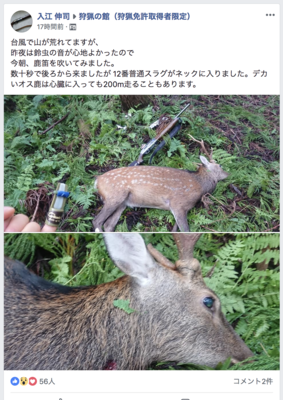 入江 伸司 ▶ 狩猟の館（狩猟免許取得者限定）
17時間前
台風で山が荒れてますが、
昨夜は鈴虫の音が心地よかったので
今朝、鹿笛を吹いてみました。
数十秒で後ろから来ましたが 12番普通スラグがネックに入りました。デカ
いオス鹿は心臓に入っても200m走ることもあります。
56人
コメント2件